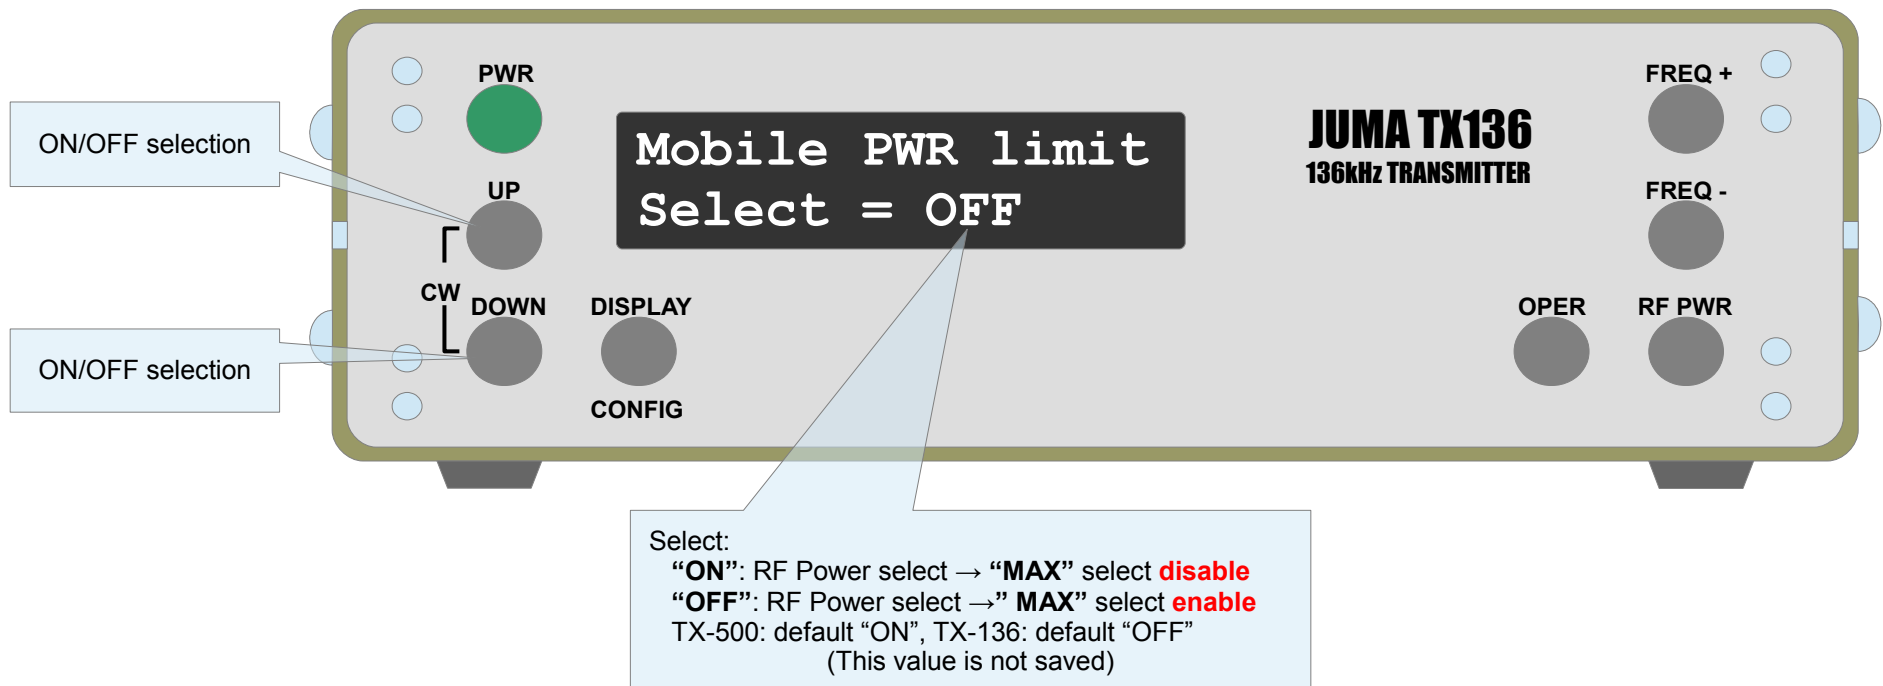 PWR
FREQ +
ON/OFF selection
Mobile PWR limit
JUMA TX136
136kHz TRANSMITTER
UP
Select = OFF
FREQ -
CW
DOWN
DISPLAY
OPER
RF PWR
ON/OFF selection
CONFIG
Select:
“ON”: RF Power select → “MAX” select disable
“OFF”: RF Power select →” MAX” select enable
TX-500: default “ON”, TX-136: default “OFF”
(This value is not saved)